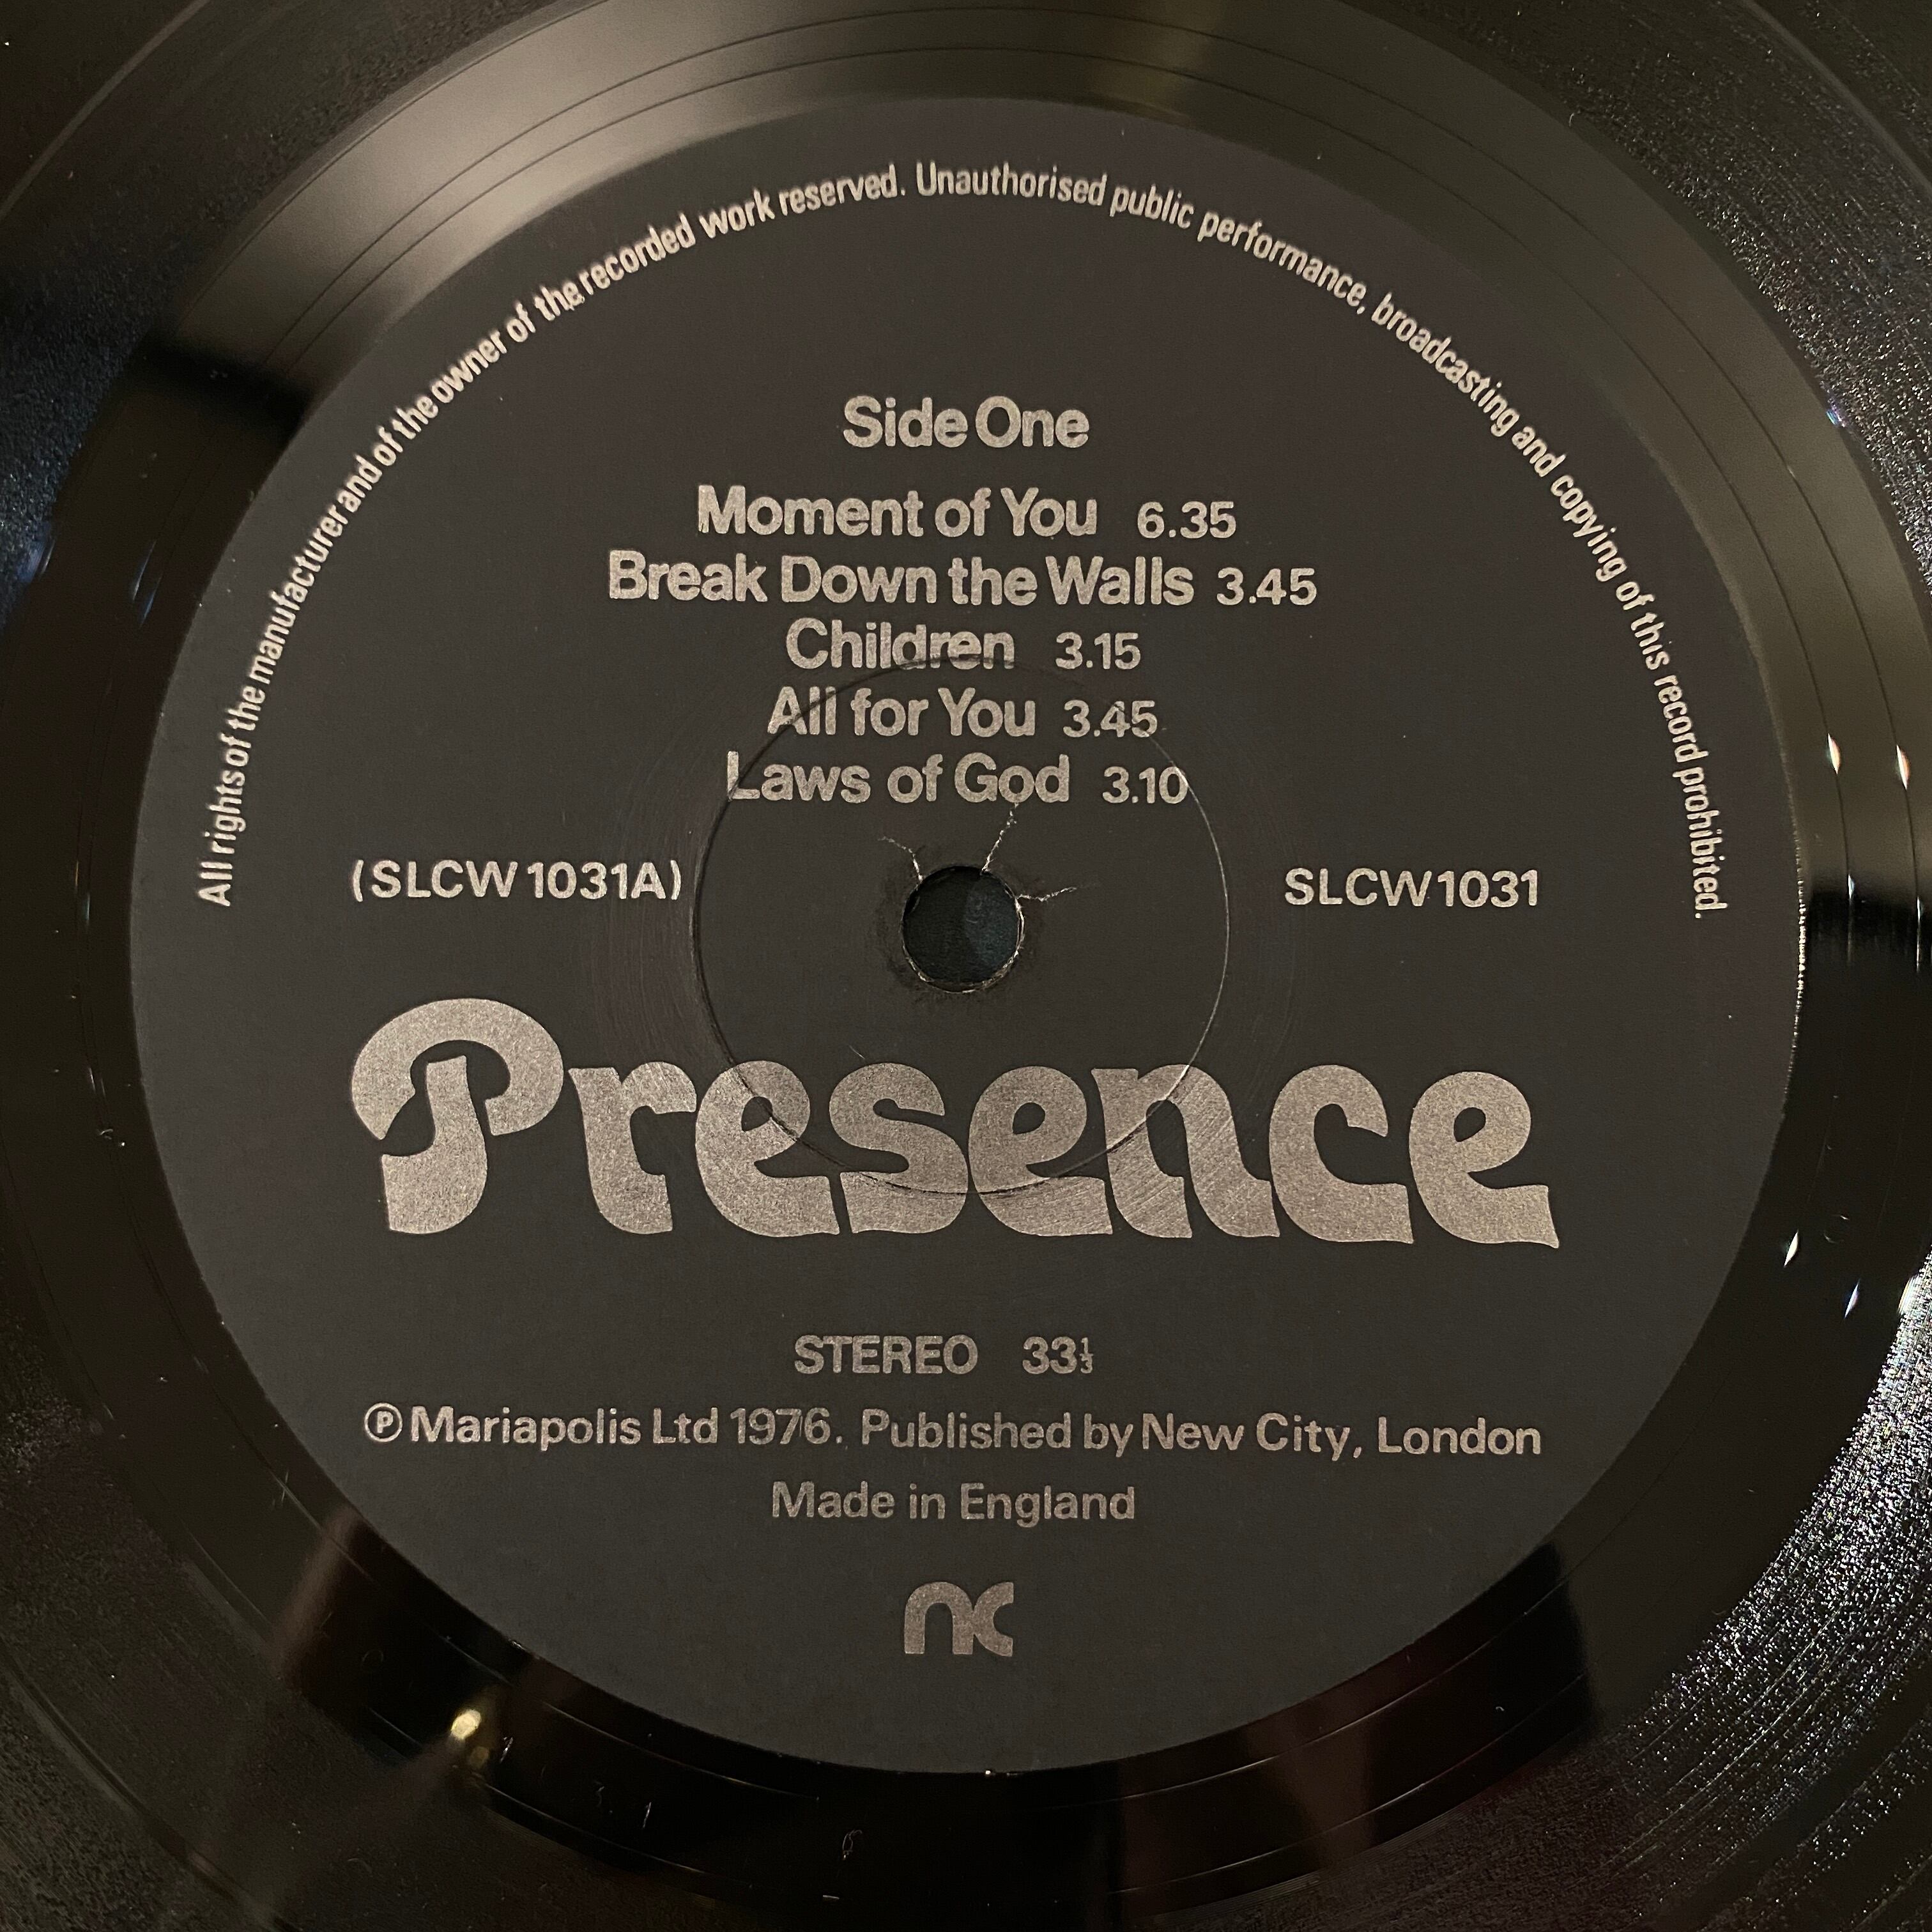 All rights of the manufacturer and of the owner of the recorded work reserved. Unauthorised public performance, broadcasting and copying of this record prohibited.
Side One
Moment of You 6.35
Break Down the Walls 3.45
Children 3.15
All for You 3.45
Laws of God 3.10
(SLCW 1031A) SLCW 1031
Presence
STEREO 33⅓
℗ Mariapolis Ltd 1976. Published by New City, London
Made in England
nc